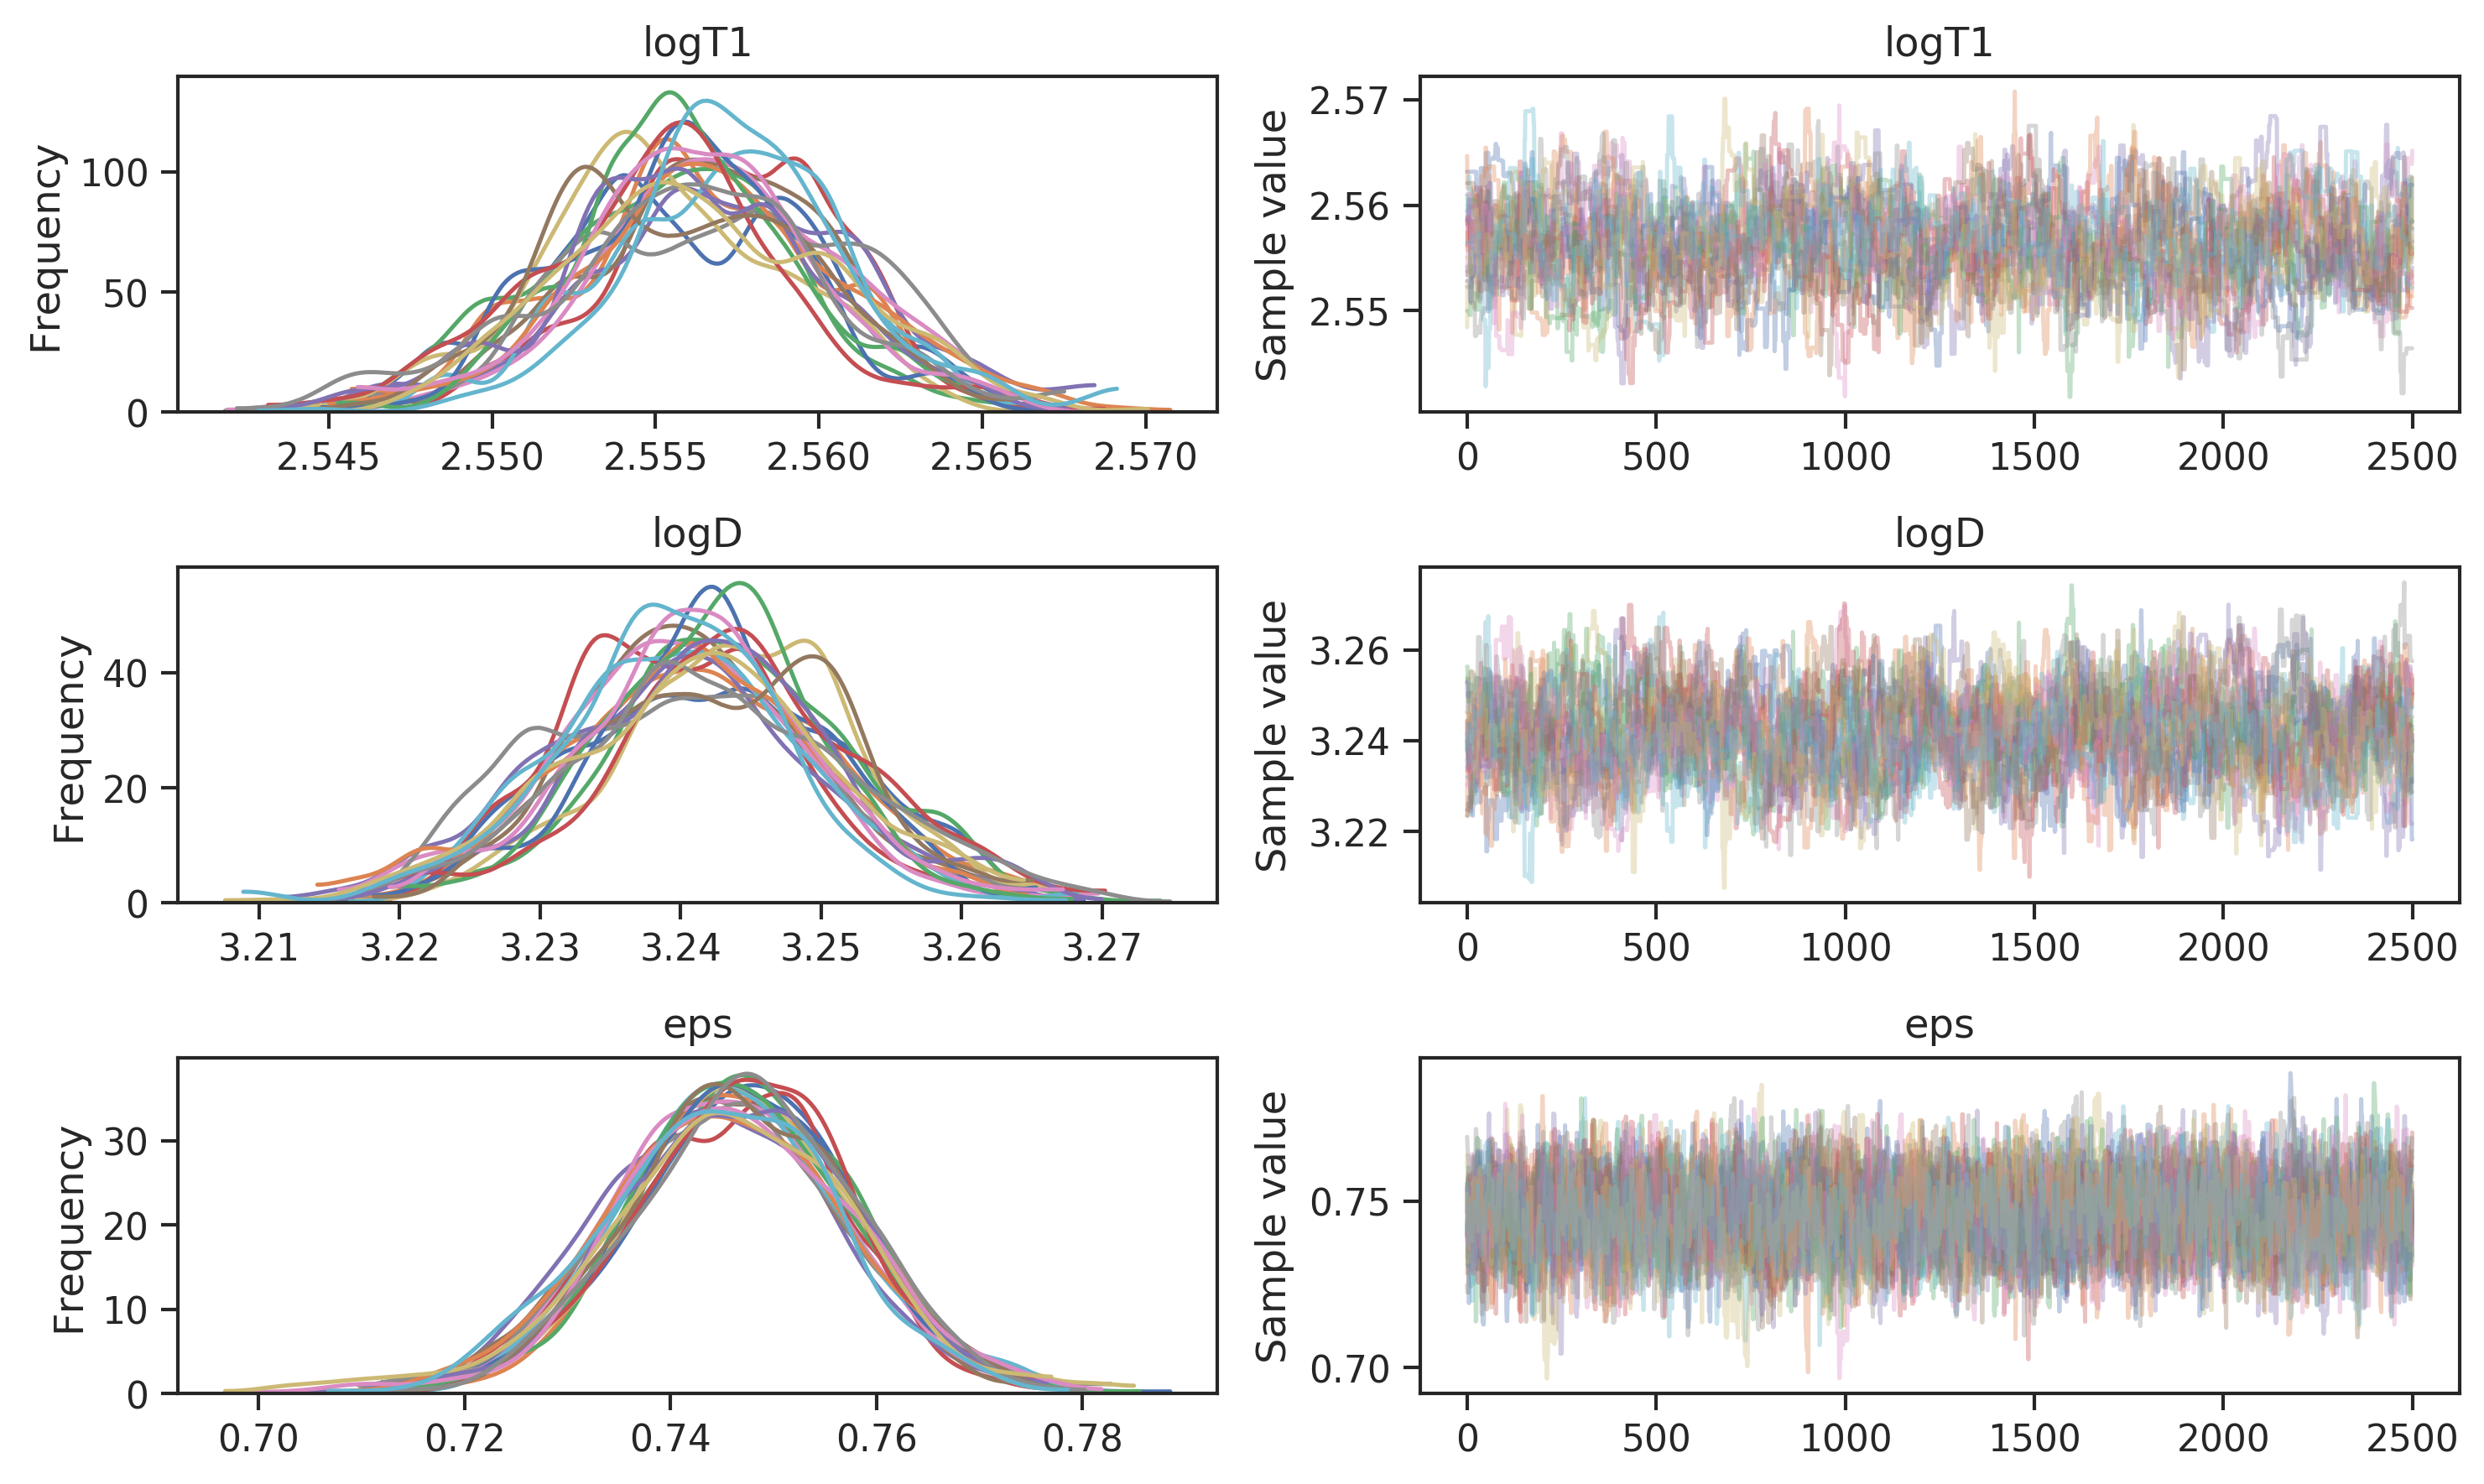 logT1
Frequency
100
50
0
2.545 2.550 2.555 2.560 2.565 2.570
logT1
Sample value
2.57
2.56
2.55
0 500 1000 1500 2000 2500
logD
Frequency
40
20
0
3.21 3.22 3.23 3.24 3.25 3.26 3.27
logD
Sample value
3.26
3.24
3.22
0 500 1000 1500 2000 2500
eps
Frequency
30
20
10
0
0.70 0.72 0.74 0.76 0.78
eps
Sample value
0.75
0.70
0 500 1000 1500 2000 2500